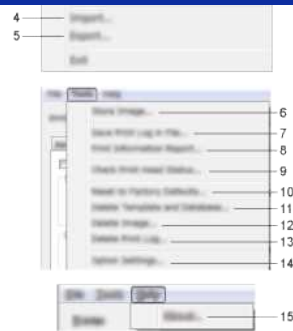 4 Import...
5 Export...
Exit
File Tools Help
Store Image... 6
Save Print Log in File... 7
Print Information Report... 8
Check Print Head Status... 9
Reset to Factory Defaults... 10
Delete Template and Database... 11
Delete Image... 12
Delete Print Log... 13
Option Settings... 14
File Tools Help
About... 15